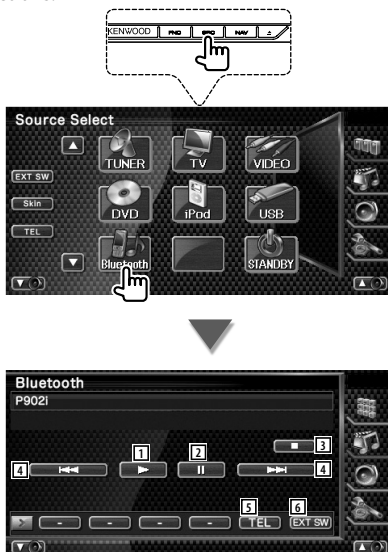 KENWOOD FNC SRC NAV
Source Select
TUNER TV VIDEO
EXT SW
Skin
DVD iPod USB
TEL
Bluetooth STANDBY
Bluetooth
P902i
1 2 3
4 4
5 6
TEL EXT SW